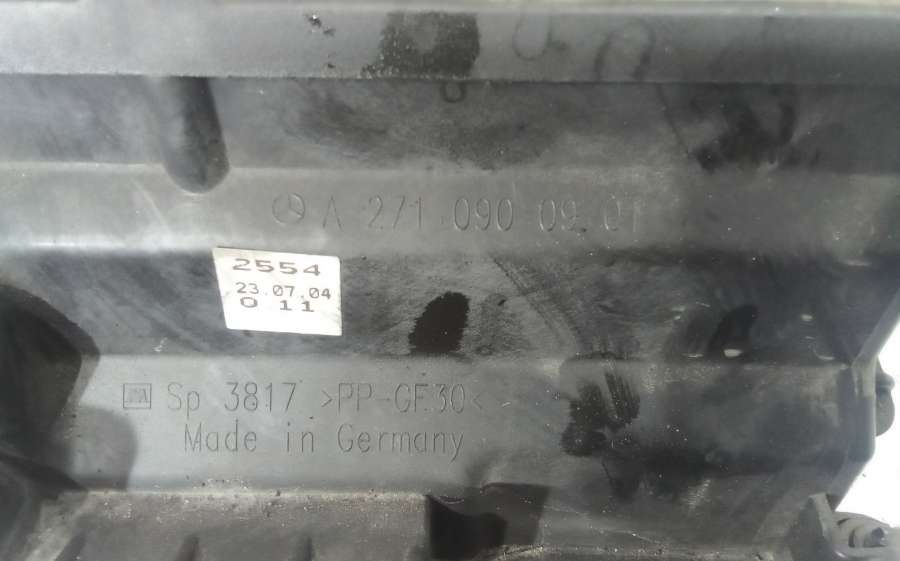 A 271 090 09 01
2554
23.07.04
0 11
Sp 3817 >PP-GF30<
Made in Germany